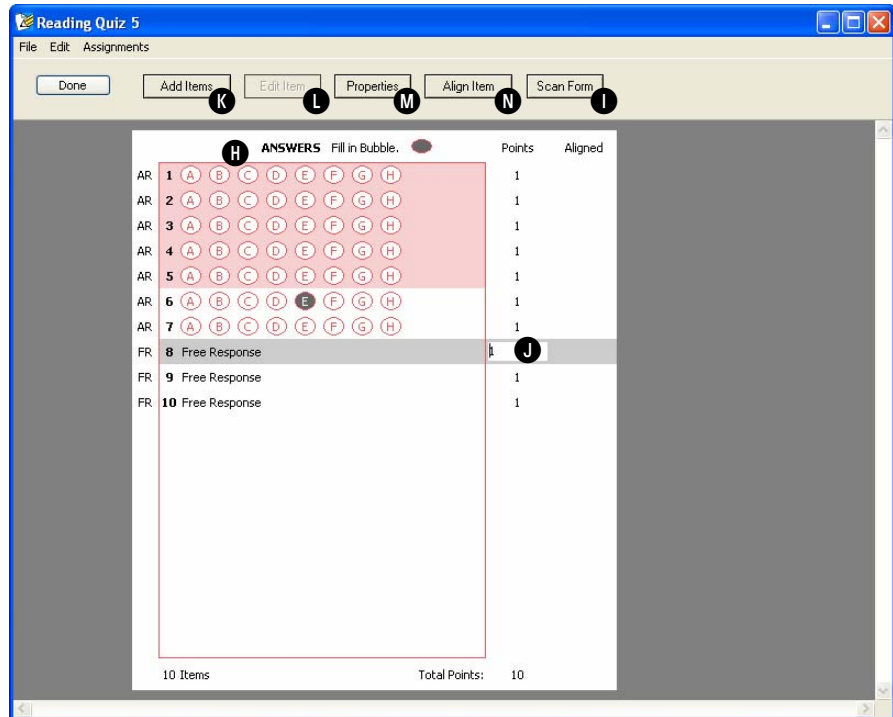 Reading Quiz 5
File Edit Assignments
Done Add Items K Edit Item L Properties M Align Item N Scan Form I
H ANSWERS Fill in Bubble. Points Aligned
AR 1 A B C D E F G H 1
AR 2 A B C D E F G H 1
AR 3 A B C D E F G H 1
AR 4 A B C D E F G H 1
AR 5 A B C D E F G H 1
AR 6 A B C D E F G H 1
AR 7 A B C D E F G H 1
FR 8 Free Response 1 J
FR 9 Free Response 1
FR 10 Free Response 1
10 Items Total Points: 10